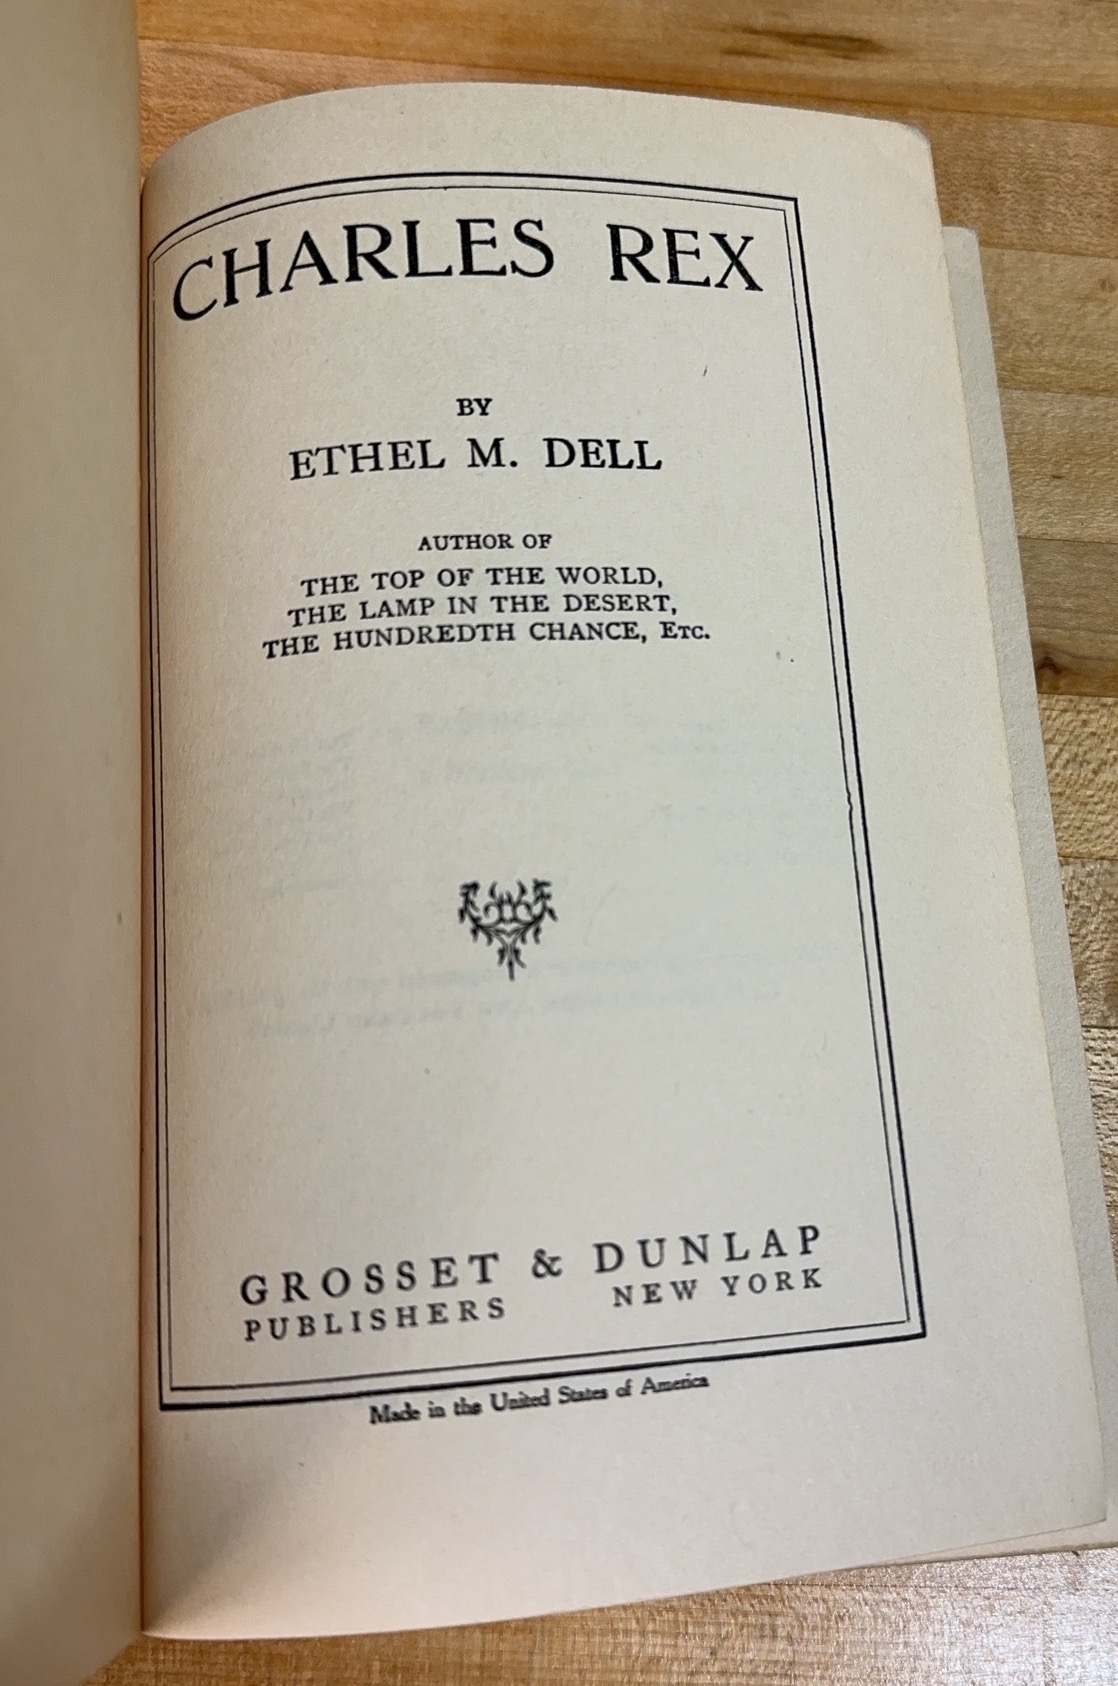 CHARLES REX
BY
ETHEL M. DELL
AUTHOR OF
THE TOP OF THE WORLD,
THE LAMP IN THE DESERT,
THE HUNDREDTH CHANCE, ETC.
GROSSET & DUNLAP
PUBLISHERS NEW YORK
Made in the United States of America